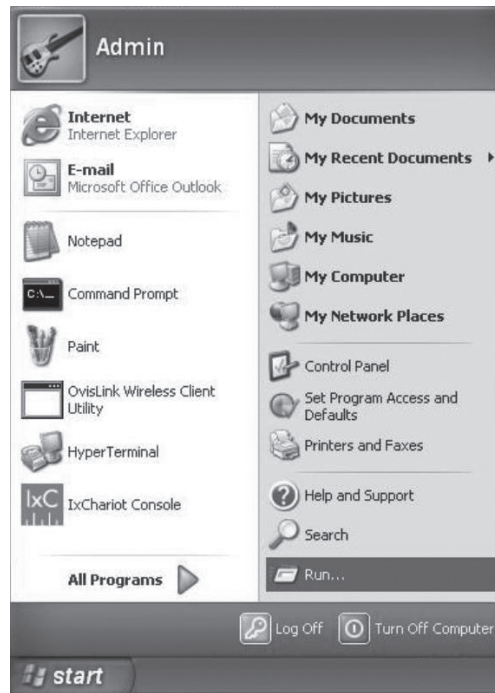 Admin
Internet
Internet Explorer
E-mail
Microsoft Office Outlook
Notepad
C:\_
Command Prompt
Paint
OvisLink Wireless Client
Utility
HyperTerminal
IxC
IxChariot Console
All Programs
My Documents
My Recent Documents
My Pictures
My Music
My Computer
My Network Places
Control Panel
Set Program Access and
Defaults
Printers and Faxes
Help and Support
Search
Run...
Log Off
Turn Off Computer
start